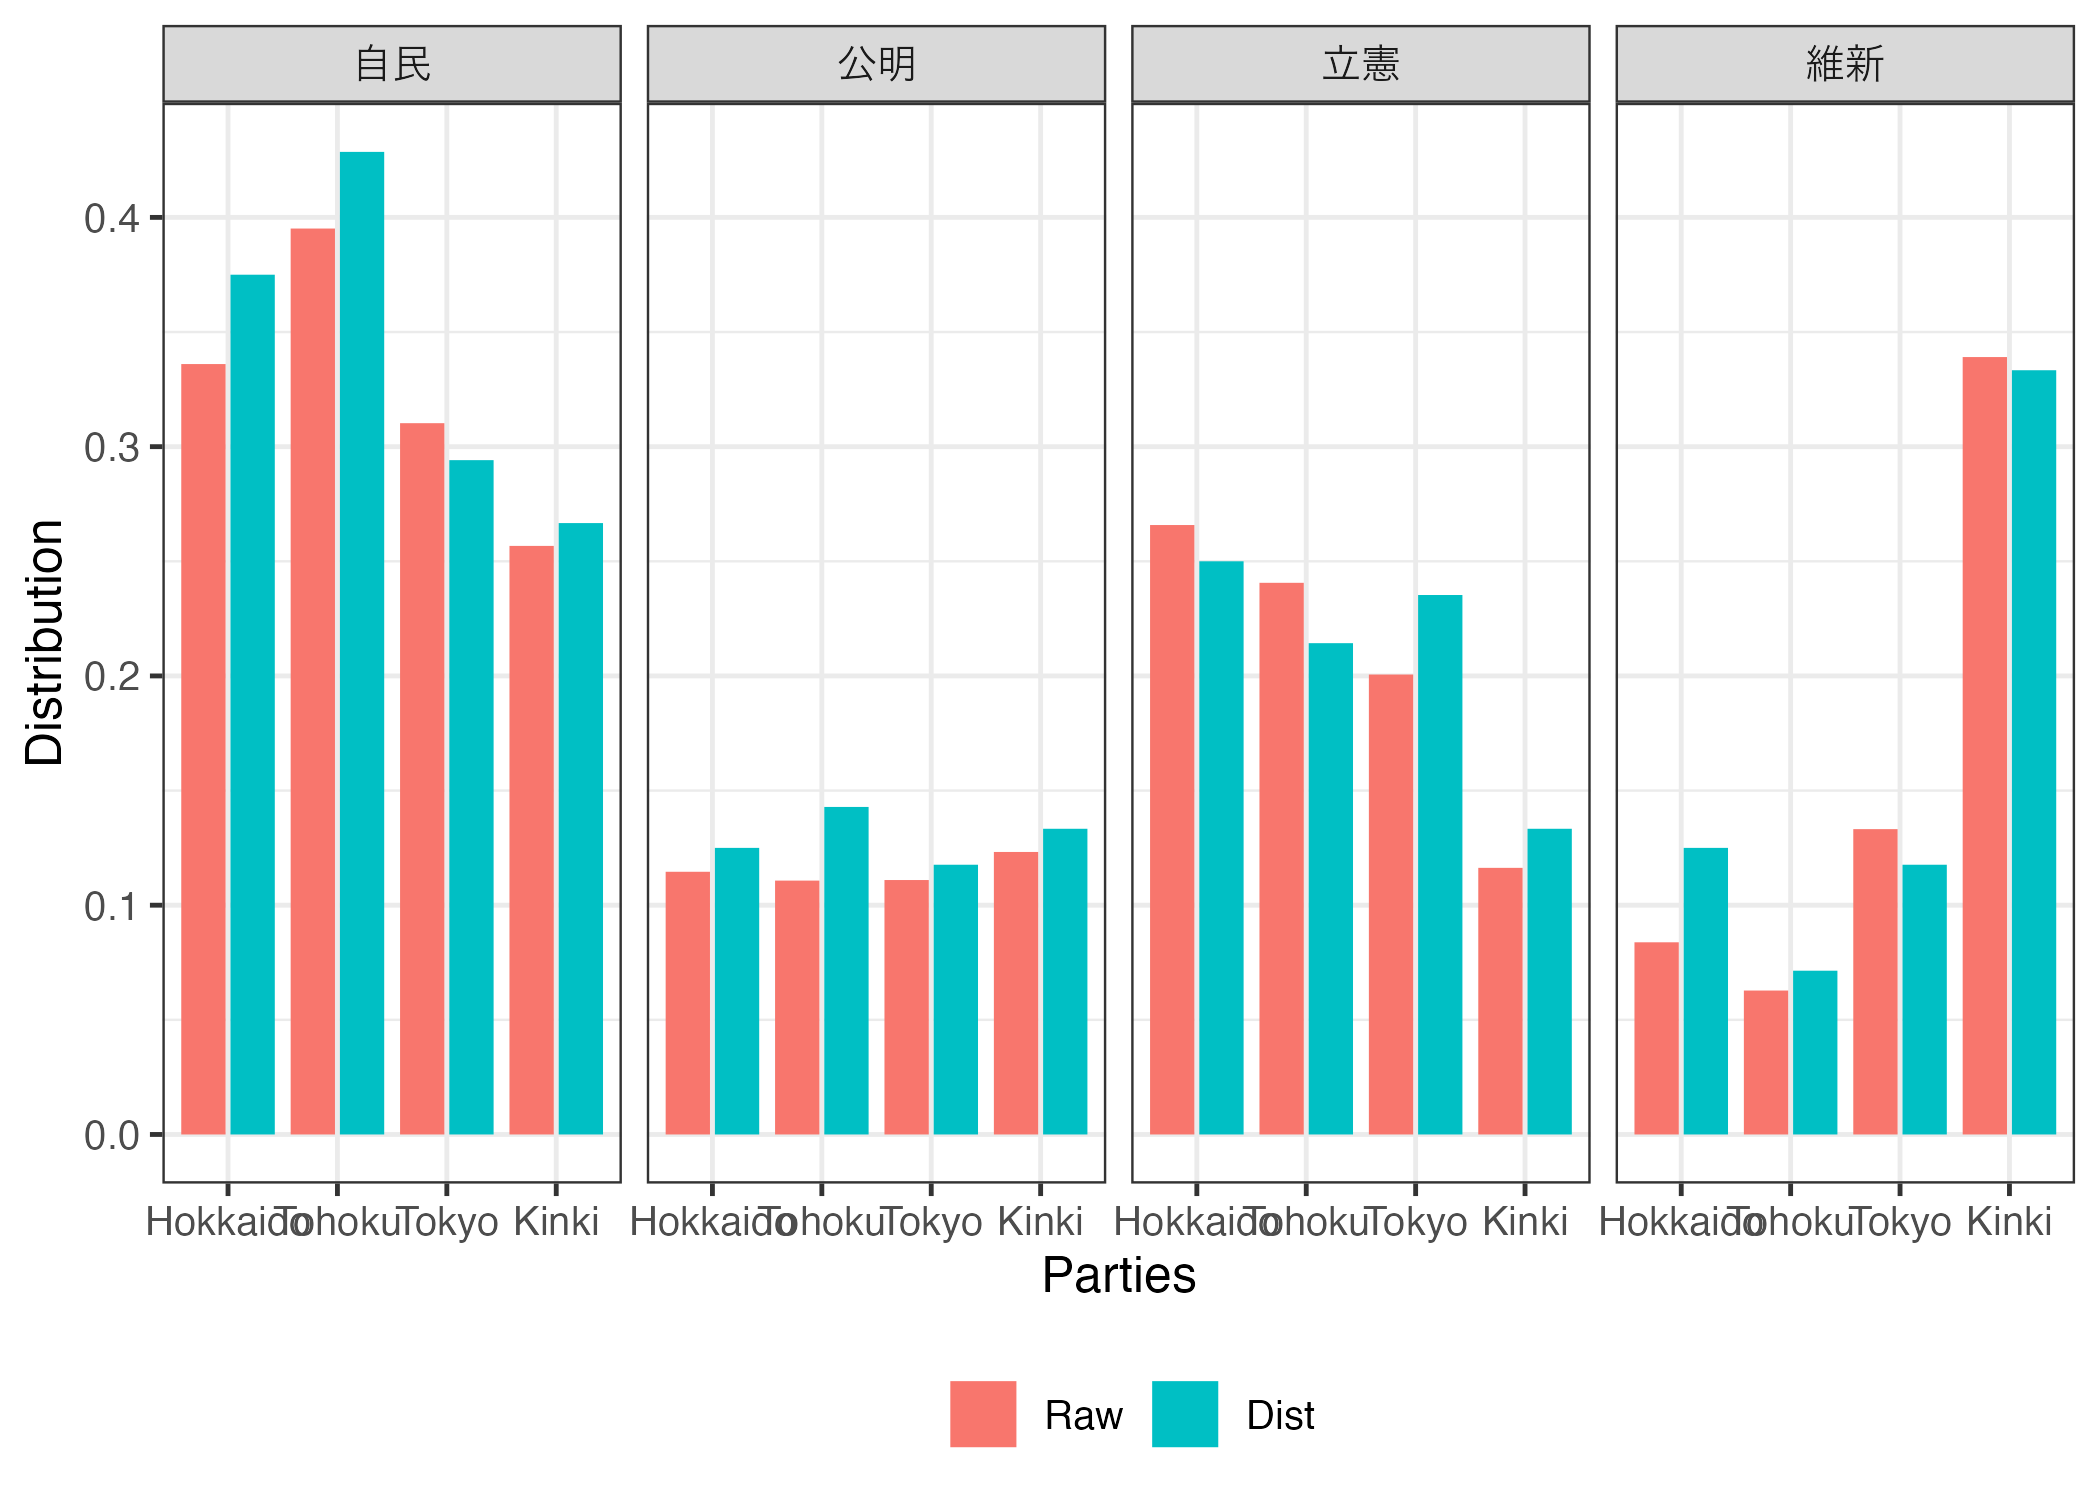 自民 公明 立憲 維新
Distribution
0.4
0.3
0.2
0.1
0.0
Hokkaido Tohoku Tokyo Kinki Hokkaido Tohoku Tokyo Kinki Hokkaido Tohoku Tokyo Kinki Hokkaido Tohoku Tokyo Kinki
Parties
Raw Dist